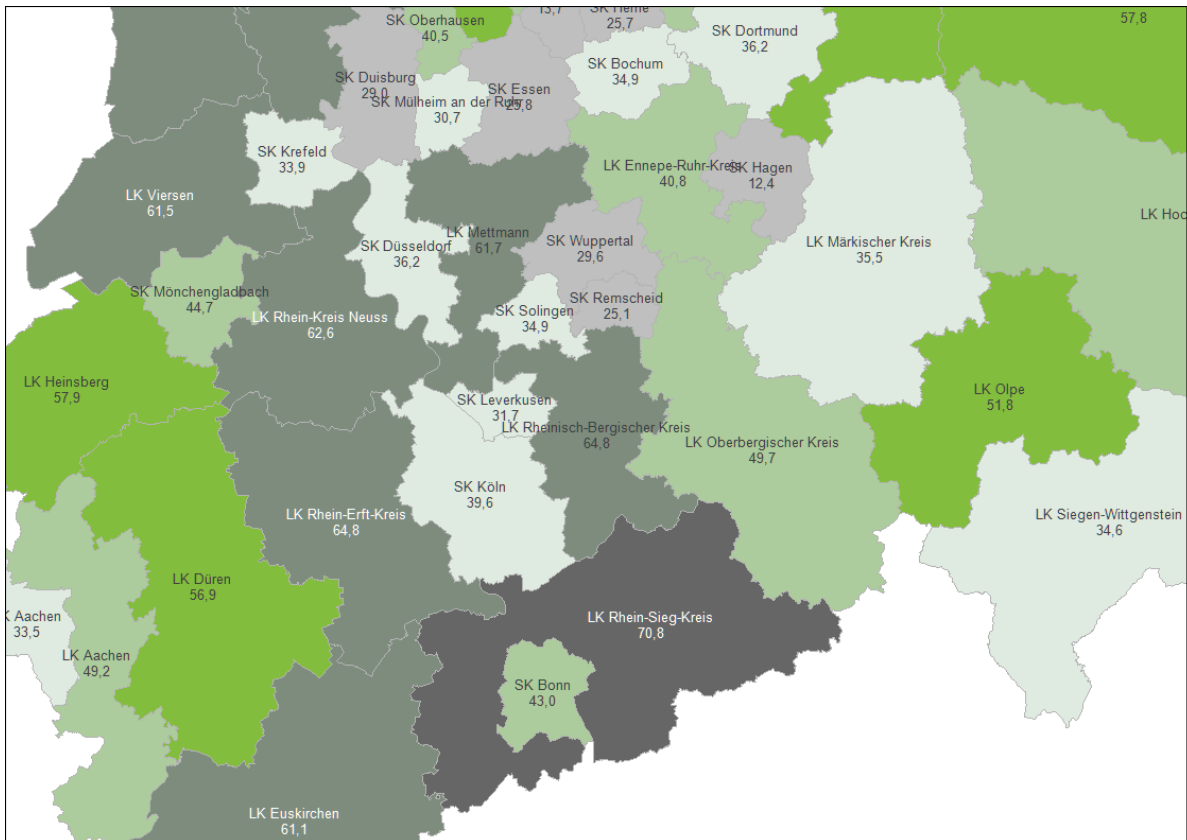 13,7
SK Herne
25,7
57,8
SK Oberhausen
40,5
SK Dortmund
36,2
SK Bochum
34,9
SK Duisburg
29,0
SK Essen
SK Mülheim an der Ruhr
30,7
SK Krefeld
33,9
LK Ennepe-Ruhr-Kreis
40,8
SK Hagen
12,4
LK Viersen
61,5
LK Hoc
SK Düsseldorf
36,2
LK Mettmann
61,7
SK Wuppertal
29,6
LK Märkischer Kreis
35,5
SK Mönchengladbach
44,7
SK Remscheid
25,1
SK Solingen
34,9
LK Rhein-Kreis Neuss
62,6
LK Heinsberg
57,9
SK Leverkusen
31,7
LK Olpe
51,8
LK Rheinisch-Bergischer Kreis
64,8
LK Oberbergischer Kreis
49,7
SK Köln
39,6
LK Rhein-Erft-Kreis
64,8
LK Siegen-Wittgenstein
34,6
LK Düren
56,9
K Aachen
33,5
LK Rhein-Sieg-Kreis
70,8
LK Aachen
49,2
SK Bonn
43,0
LK Euskirchen
61,1